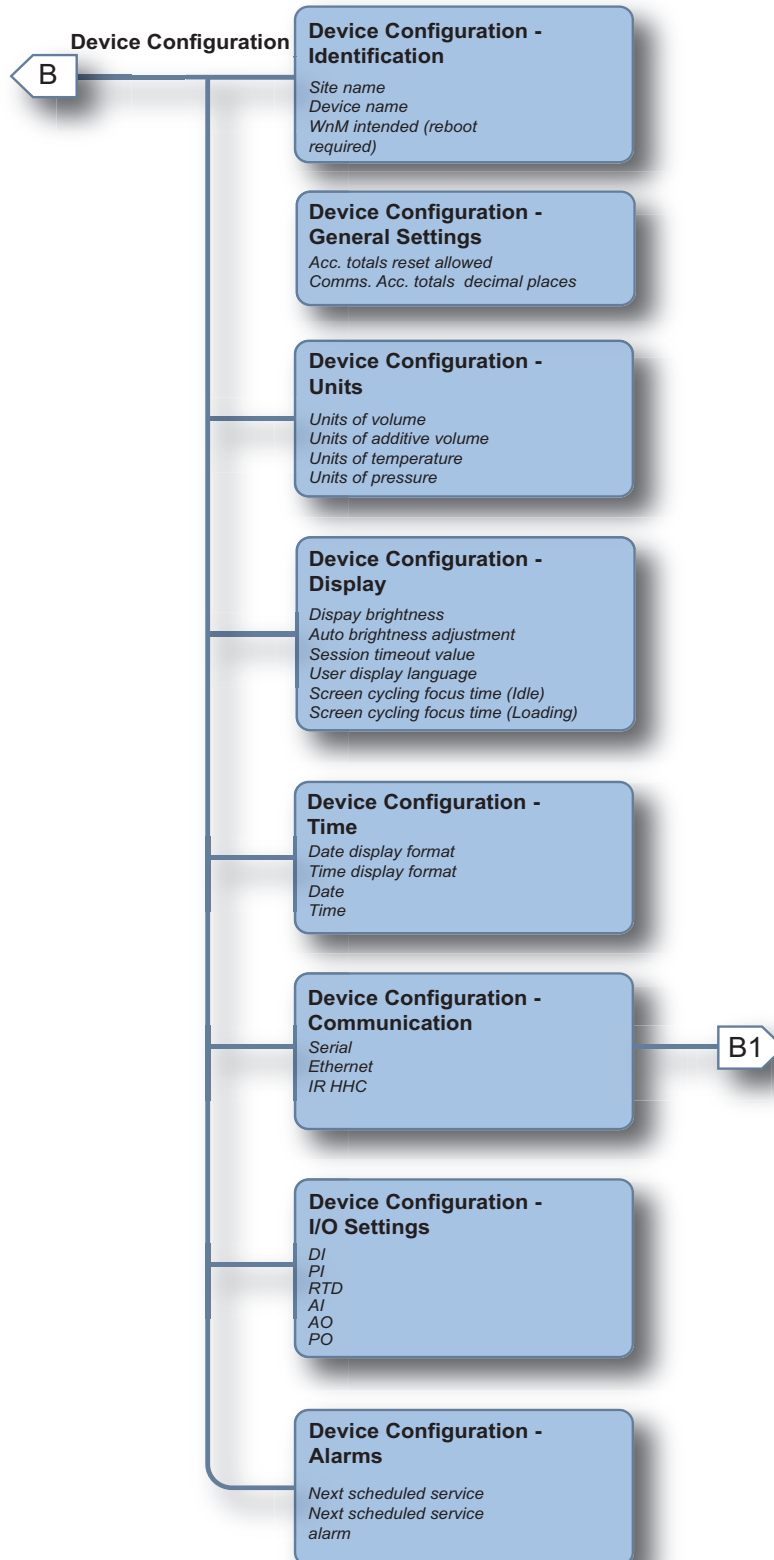 Device Configuration
B
Device Configuration -
Identification
Site name
Device name
WnM intended (reboot
required)
Device Configuration -
General Settings
Acc. totals reset allowed
Comms. Acc. totals  decimal places
Device Configuration -
Units
Units of volume
Units of additive volume
Units of temperature
Units of pressure
Device Configuration -
Display
Dispay brightness
Auto brightness adjustment
Session timeout value
User display language
Screen cycling focus time (Idle)
Screen cycling focus time (Loading)
Device Configuration -
Time
Date display format
Time display format
Date
Time
Device Configuration -
Communication
Serial
Ethernet
IR HHC
B1
Device Configuration -
I/O Settings
DI
PI
RTD
AI
AO
PO
Device Configuration -
Alarms
Next scheduled service
Next scheduled service
alarm